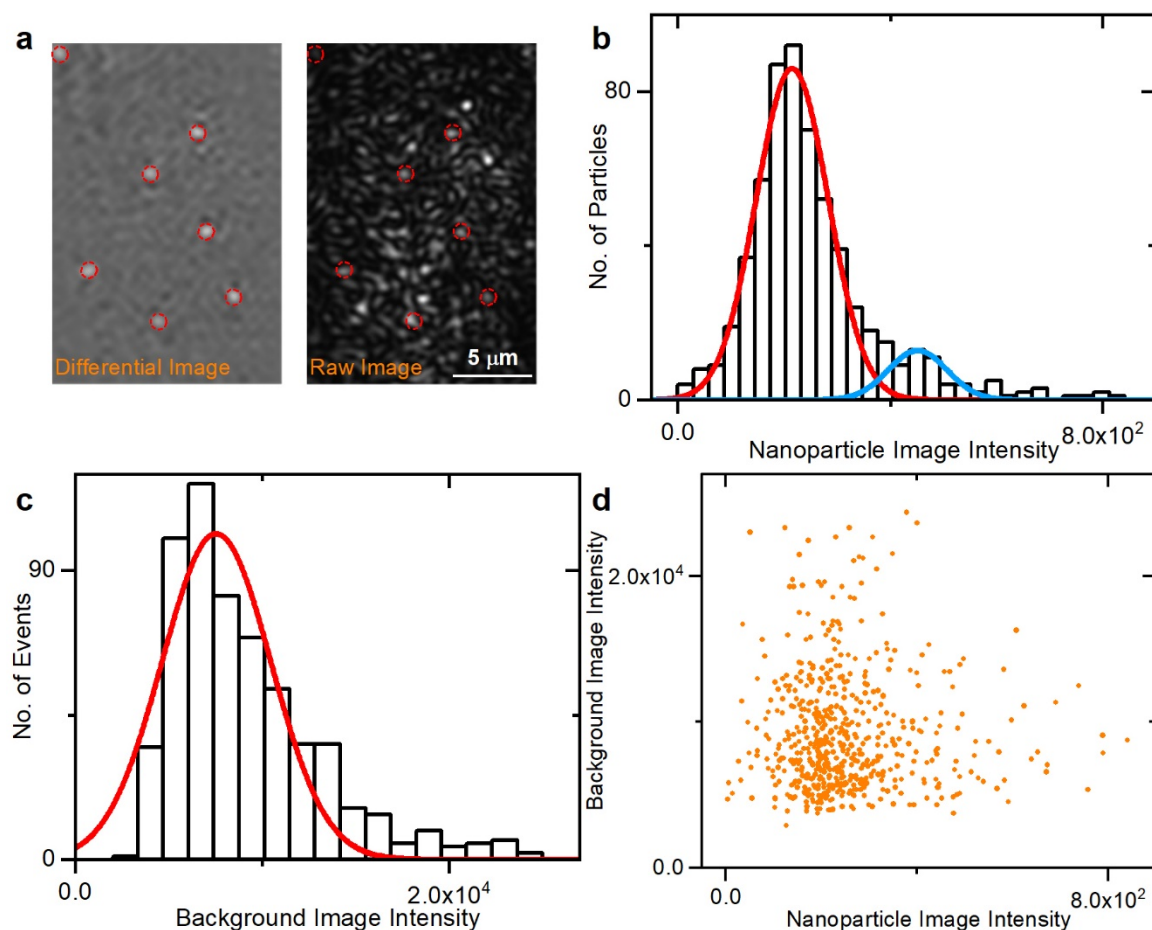 a
Differential Image
Raw Image
5 μm
b
No. of Particles
80
0
0.0
8.0x10²
Nanoparticle Image Intensity
c
No. of Events
90
0
0.0
2.0x10⁴
Background Image Intensity
d
Background Image Intensity
2.0x10⁴
0.0
0.0
8.0x10²
Nanoparticle Image Intensity